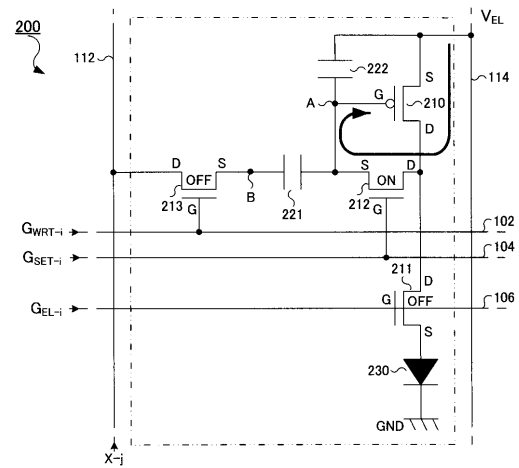 200
V_EL
112
222
S
114
A
G
210
D
D
S
S
D
OFF
ON
213
B
221
212
G
G
G_WRT-i
102
G_SET-i
104
211
D
G_EL-i
G
OFF
106
S
230
GND
X-j